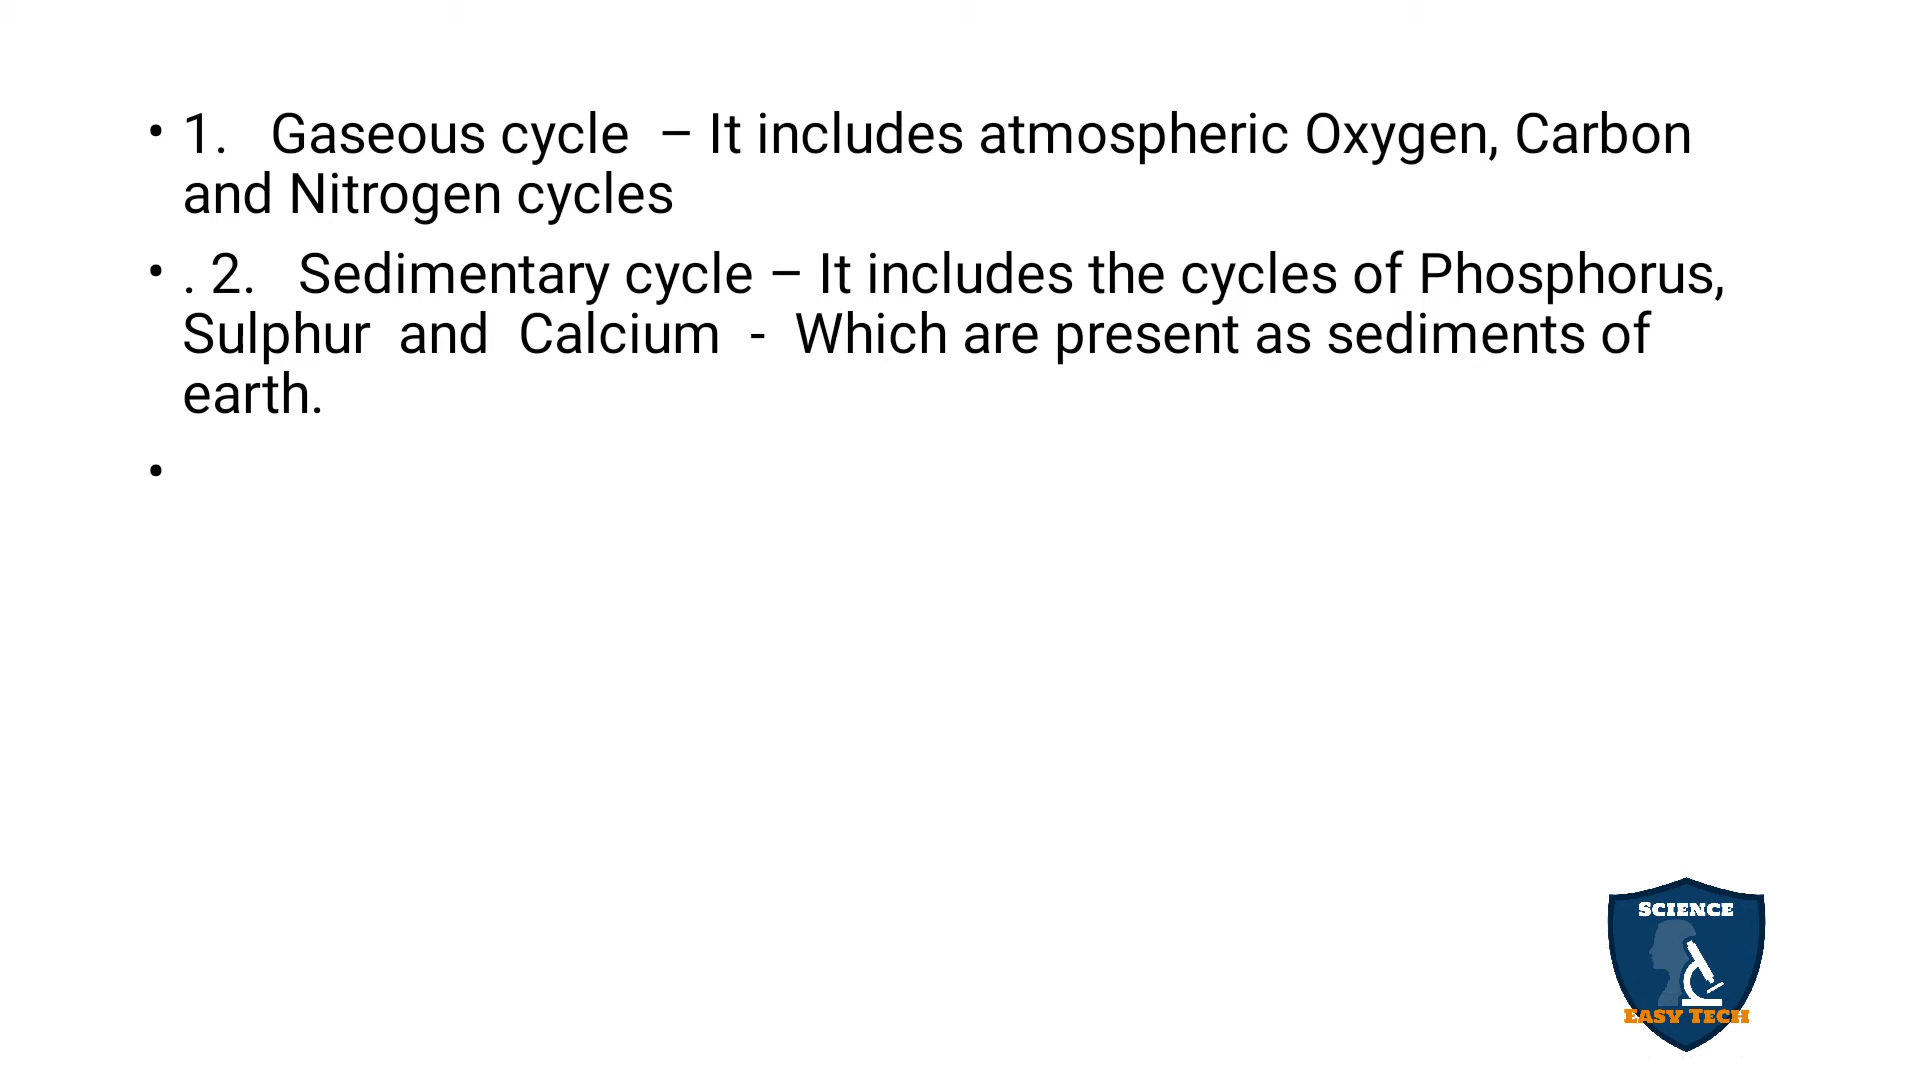 • 1. Gaseous cycle – It includes atmospheric Oxygen, Carbon
and Nitrogen cycles
• . 2. Sedimentary cycle – It includes the cycles of Phosphorus,
Sulphur and Calcium - Which are present as sediments of
earth.
•
SCIENCE
EASY TECH